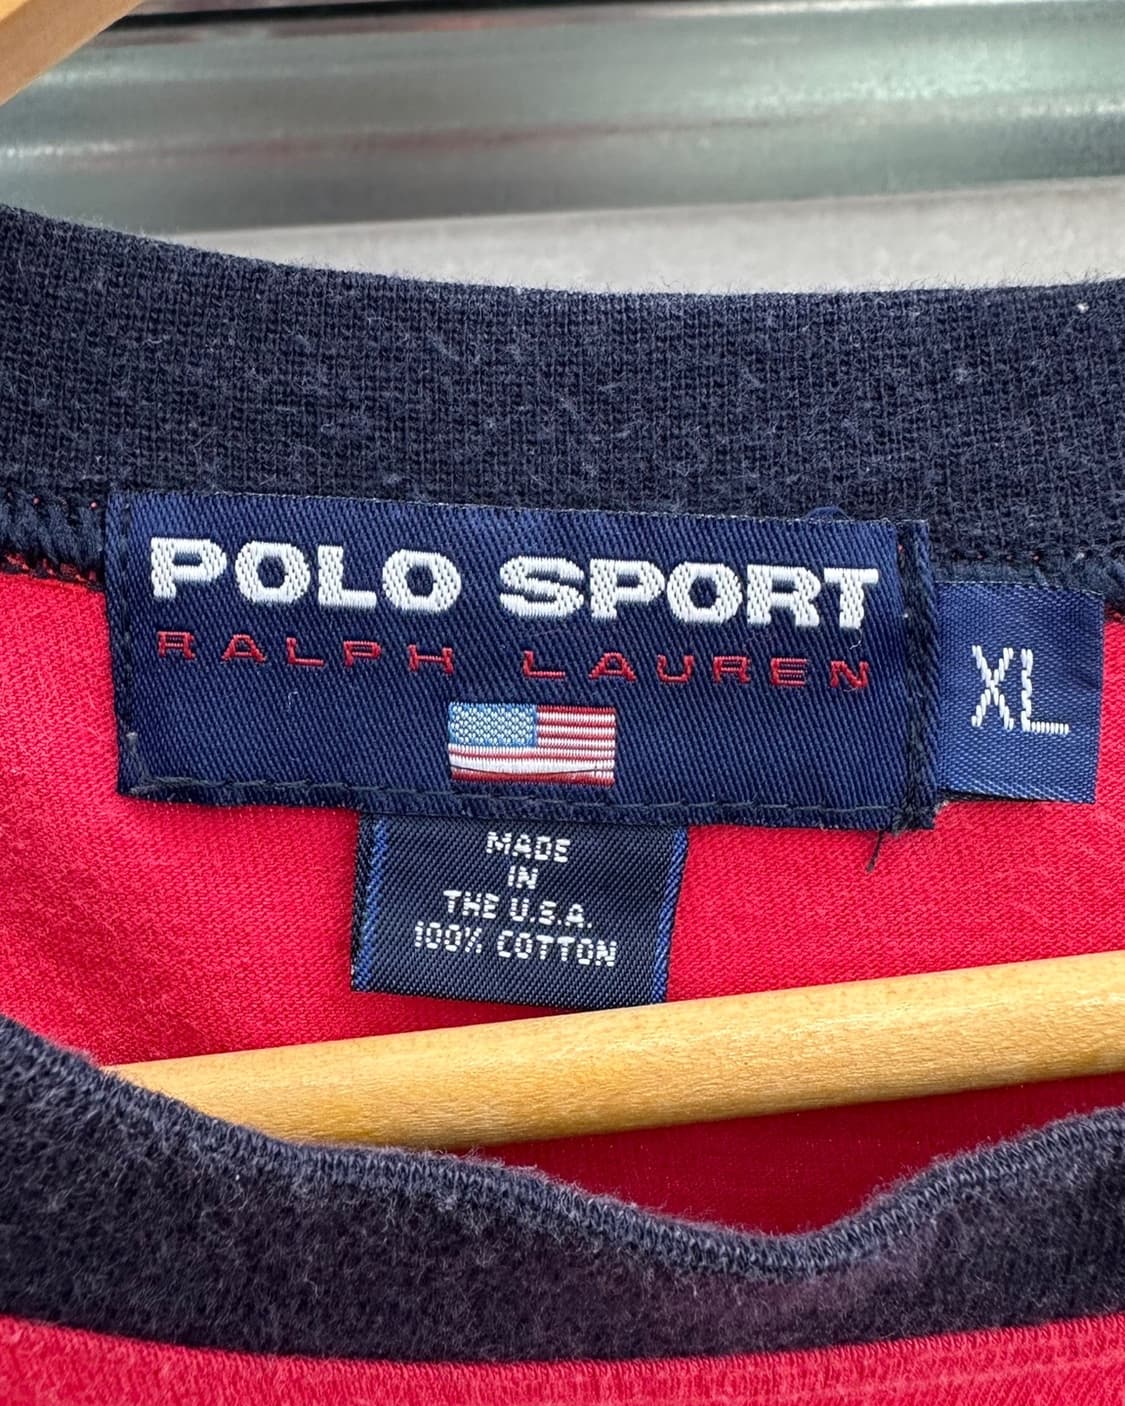 POLO SPORT
RALPH LAUREN
XL
MADE
IN
THE U.S.A.
100% COTTON